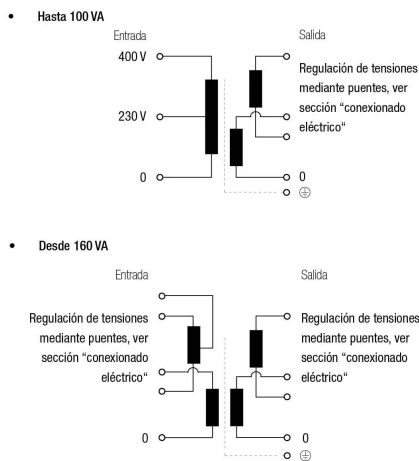 • Hasta 100 VA
Entrada
Salida
400 V
Regulación de tensiones
mediante puentes, ver
sección "conexionado
eléctrico"
230 V
0
0
• Desde 160 VA
Entrada
Salida
Regulación de tensiones
mediante puentes, ver
sección "conexionado
eléctrico"
Regulación de tensiones
mediante puentes, ver
sección "conexionado
eléctrico"
0
0